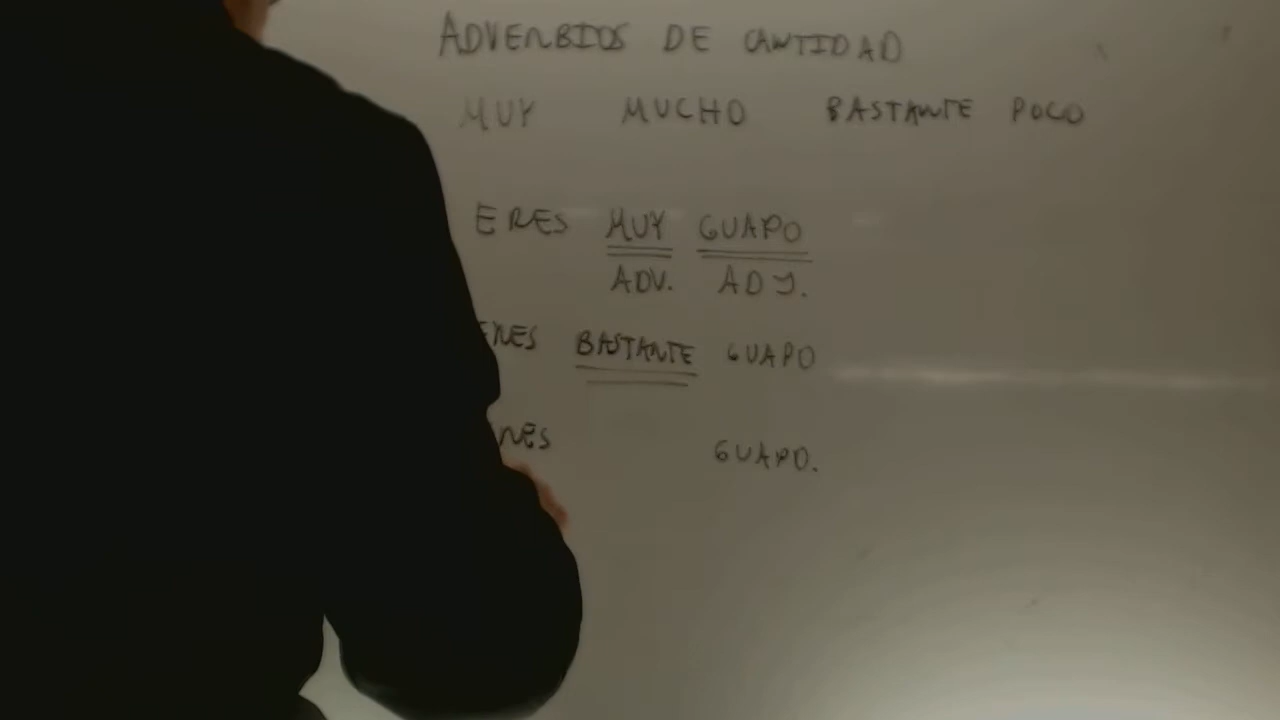 ADVERBIOS DE CANTIDAD
MUY MUCHO BASTANTE POCO
ERES MUY GUAPO
ADV. ADJ.
BASTANTE GUAPO
GUAPO.